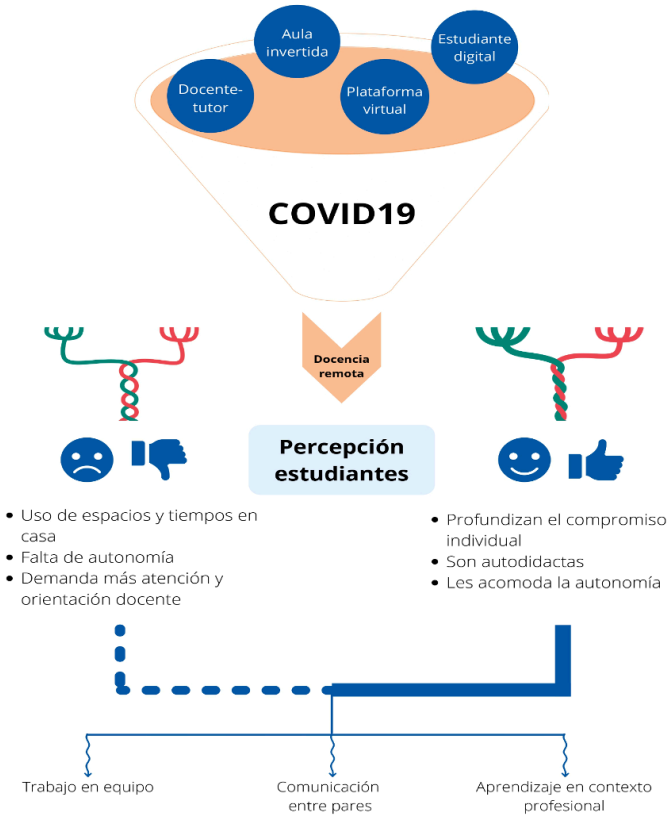 Aula
invertida
Estudiante
digital
Docente-
tutor
Plataforma
virtual
COVID19
Docencia
remota
Percepción
estudiantes
• Uso de espacios y tiempos en
casa
• Falta de autonomía
• Demanda más atención y
orientación docente
• Profundizan el compromiso
individual
• Son autodidactas
• Les acomoda la autonomía
Trabajo en equipo
Comunicación
entre pares
Aprendizaje en contexto
profesional